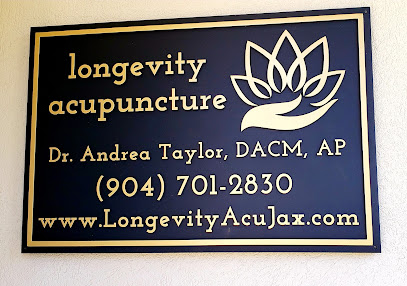 longevity
acupuncture
Dr. Andrea Taylor, DACM, AP
(904) 701-2830
www.LongevityAcuJax.com